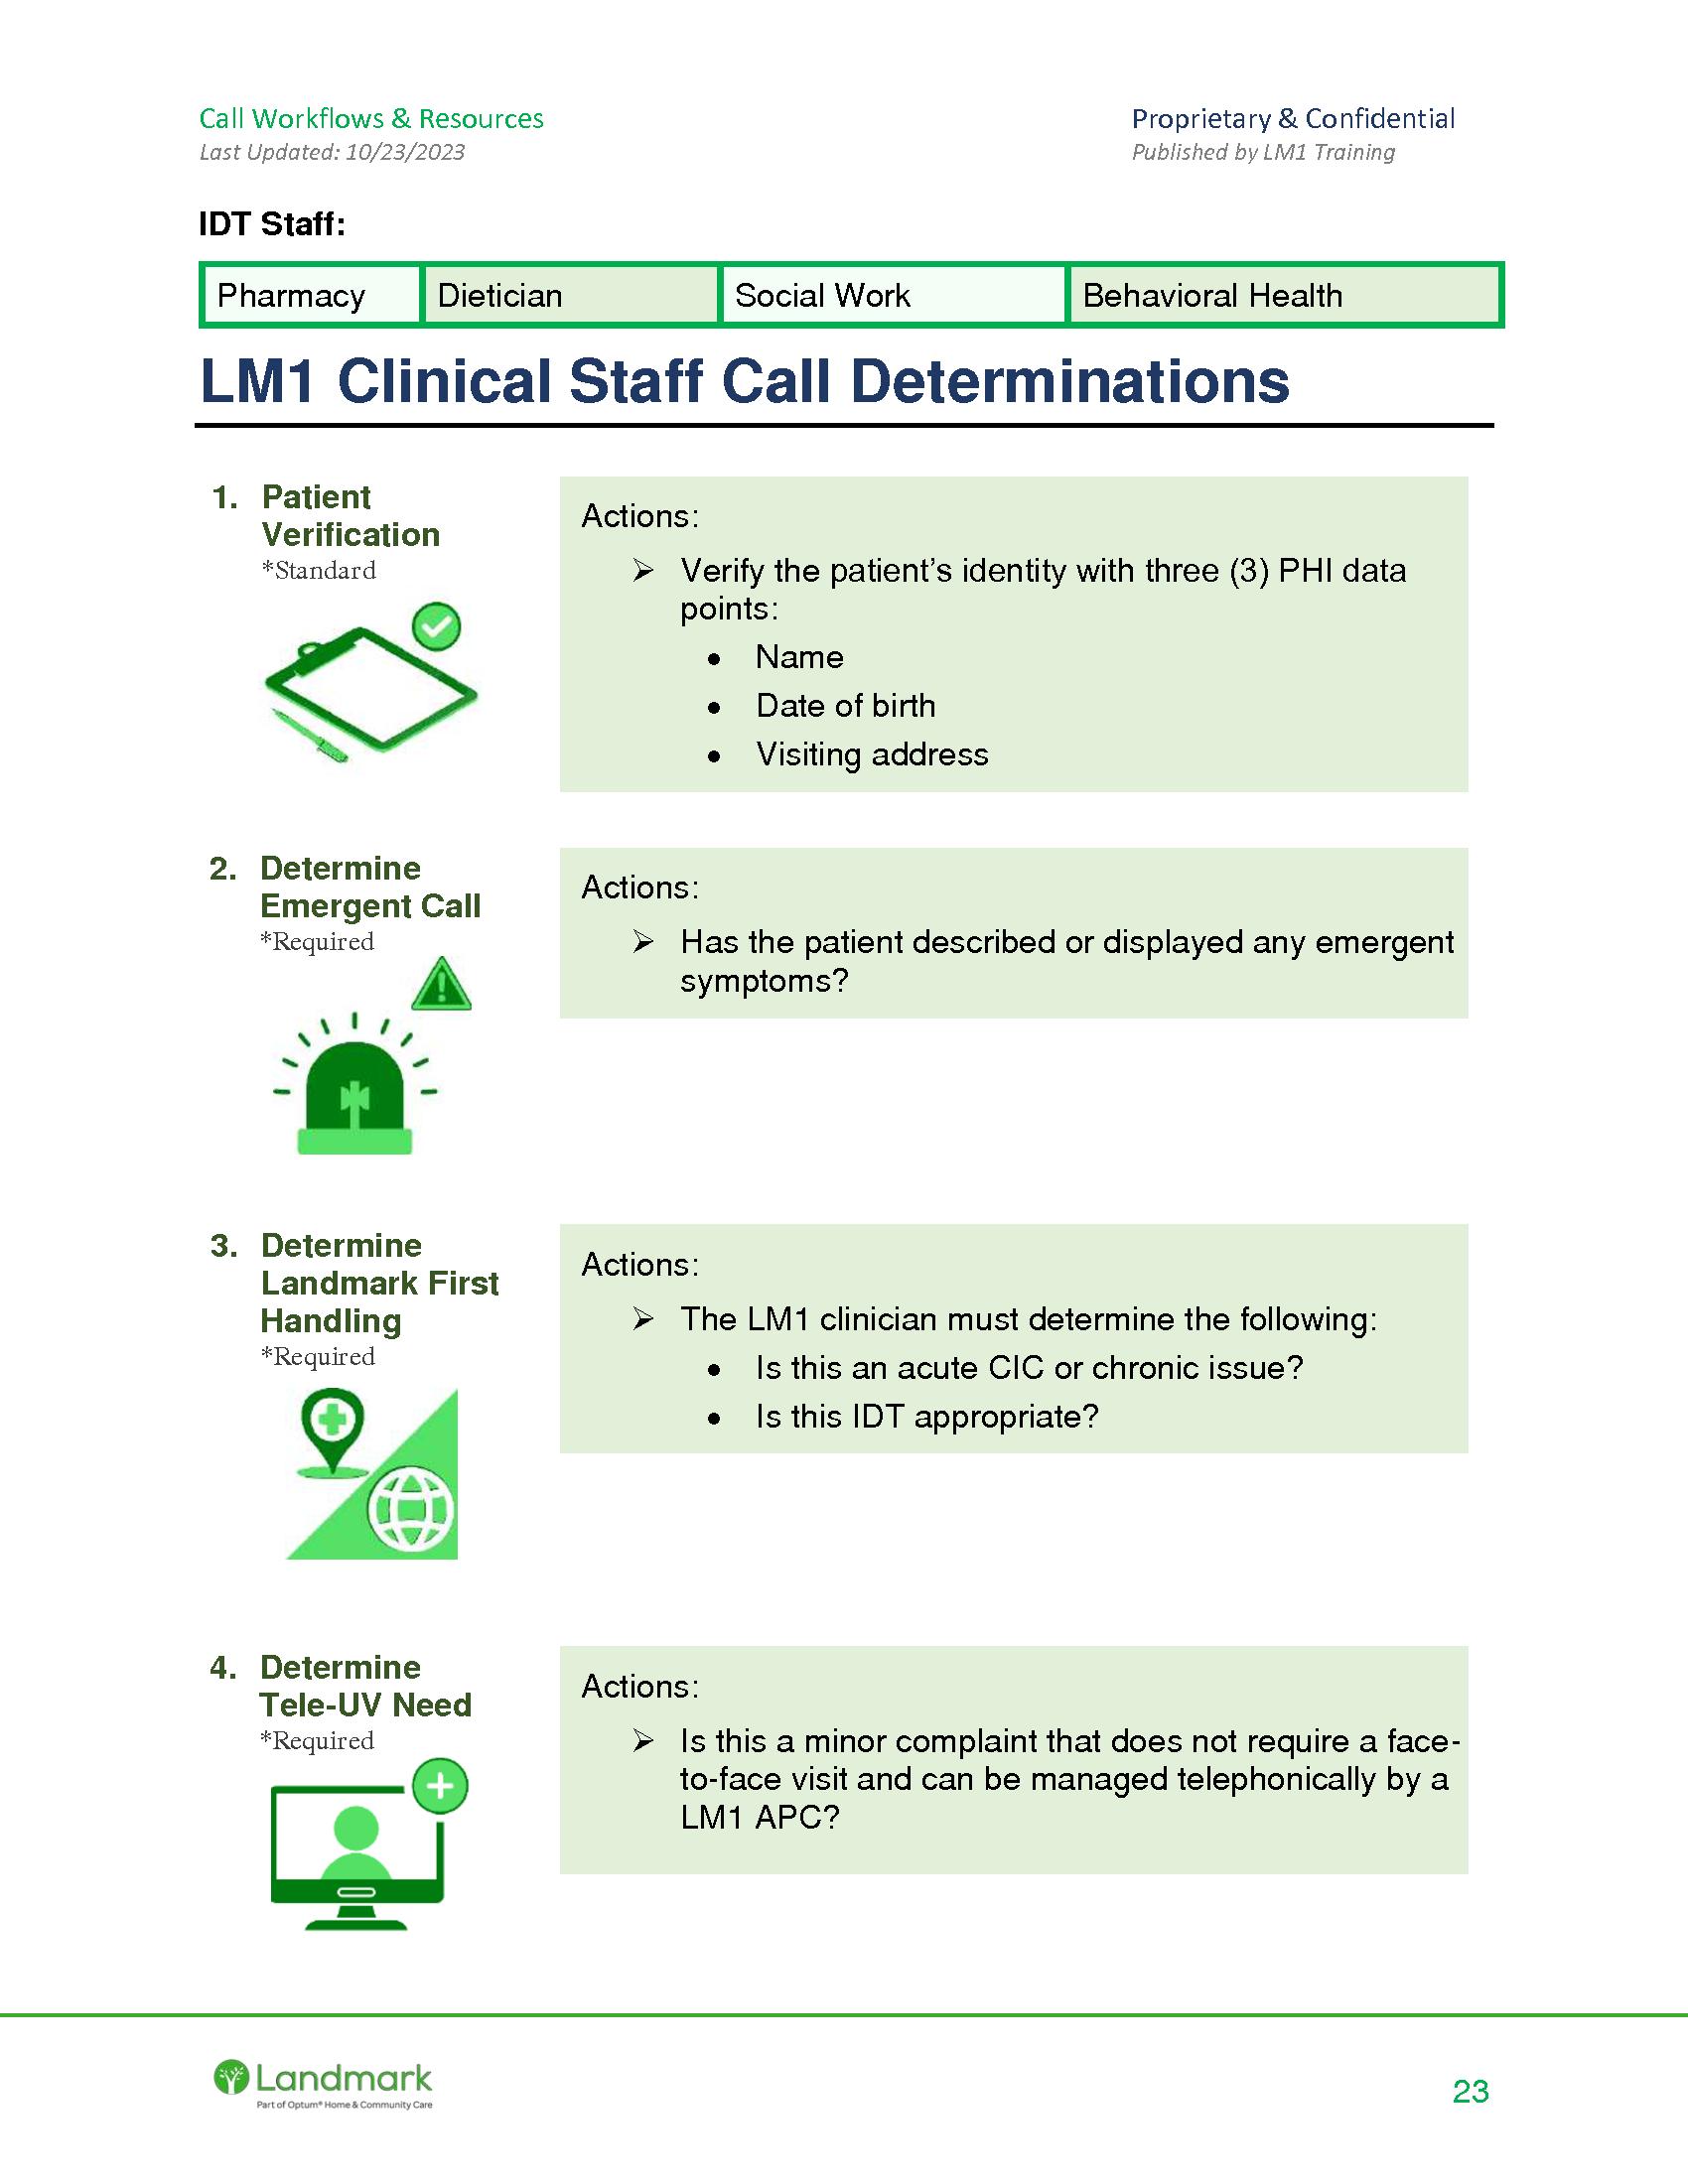 Call Workflows & Resources
Proprietary & Confidential
Last Updated: 10/23/2023
Published by LM1 Training
IDT Staff:
Pharmacy
Dietician
Social Work
Behavioral Health
LM1 Clinical Staff Call Determinations
1. Patient
Verification
*Standard
Actions:
➢ Verify the patient’s identity with three (3) PHI data
points:
• Name
• Date of birth
• Visiting address
2. Determine
Emergent Call
*Required
Actions:
➢ Has the patient described or displayed any emergent
symptoms?
3. Determine
Landmark First
Handling
*Required
Actions:
➢ The LM1 clinician must determine the following:
• Is this an acute CIC or chronic issue?
• Is this IDT appropriate?
4. Determine
Tele-UV Need
*Required
Actions:
➢ Is this a minor complaint that does not require a face-
to-face visit and can be managed telephonically by a
LM1 APC?
Landmark
Part of Optum® Home & Community Care
23